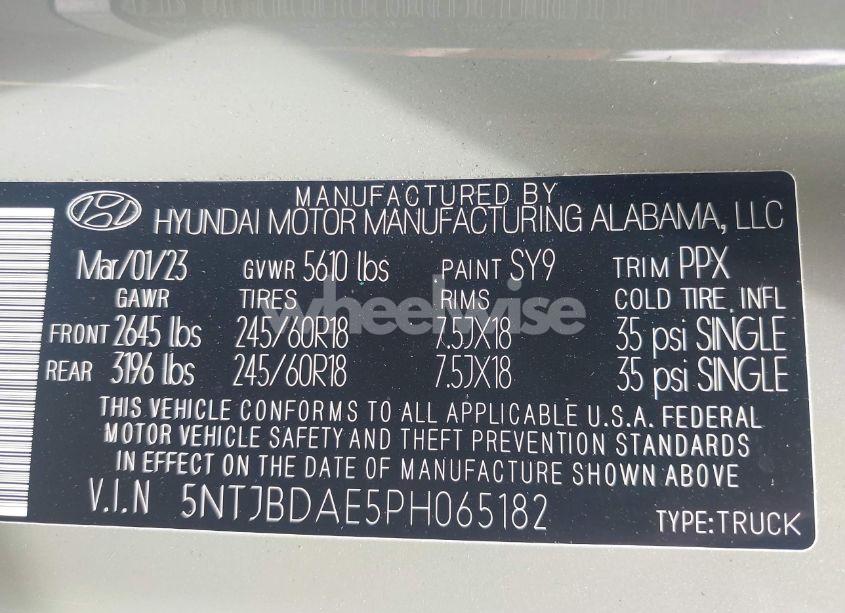 MANUFACTURED BY
HYUNDAI MOTOR MANUFACTURING ALABAMA, LLC
Mar/01/23 GVWR 5610 lbs PAINT SY9 TRIM PPX
GAWR TIRES RIMS COLD TIRE. INFL
wheelwise
FRONT 2645 lbs 245/60R18 7.5JX18 35 psi SINGLE
REAR 3196 lbs 245/60R18 7.5JX18 35 psi SINGLE
THIS VEHICLE CONFORMS TO ALL APPLICABLE U.S.A. FEDERAL
MOTOR VEHICLE SAFETY AND THEFT PREVENTION STANDARDS
IN EFFECT ON THE DATE OF MANUFACTURE SHOWN ABOVE
V.I.N 5NTJBDAE5PH065182 TYPE:TRUCK